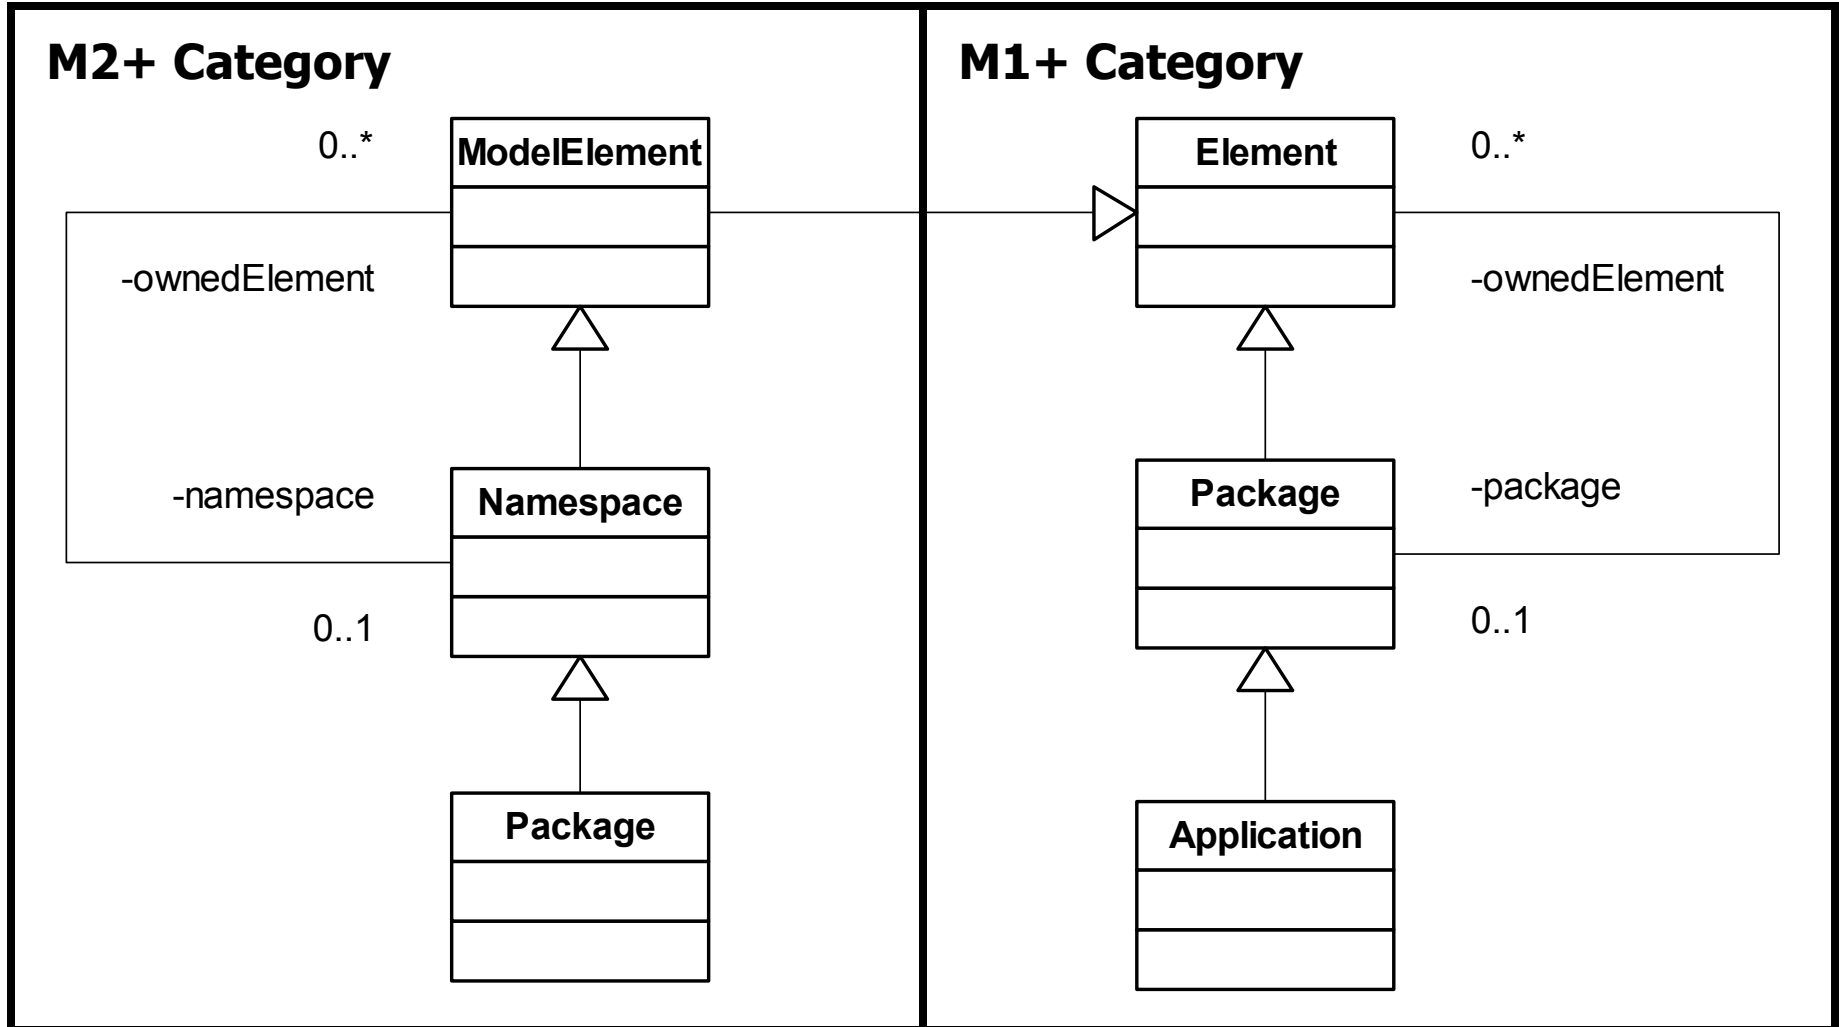 M2+ Category
0..*
ModelElement
-ownedElement
-namespace
Namespace
0..1
Package
M1+ Category
Element
0..*
-ownedElement
Package
-package
0..1
Application